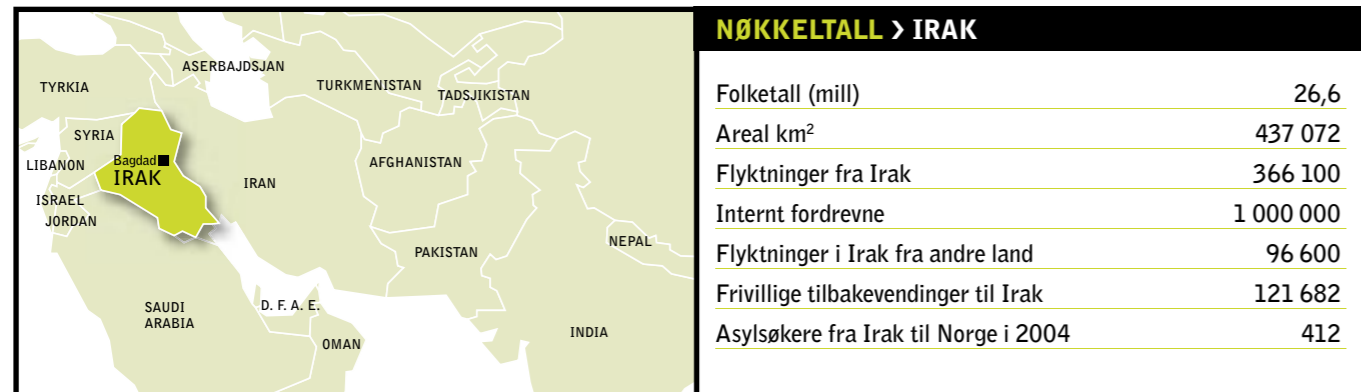 ASERBAJDSJAN
TYRKIA
TURKMENISTAN
TADSJIKISTAN
SYRIA
LIBANON
Bagdad
IRAK
AFGHANISTAN
IRAN
ISRAEL
JORDAN
NEPAL
PAKISTAN
SAUDI
ARABIA
D. F. A. E.
OMAN
INDIA
NØKKELTALL › IRAK
Folketall (mill) 26,6
Areal km² 437 072
Flyktninger fra Irak 366 100
Internt fordrevne 1 000 000
Flyktninger i Irak fra andre land 96 600
Frivillige tilbakevendinger til Irak 121 682
Asylsøkere fra Irak til Norge i 2004 412